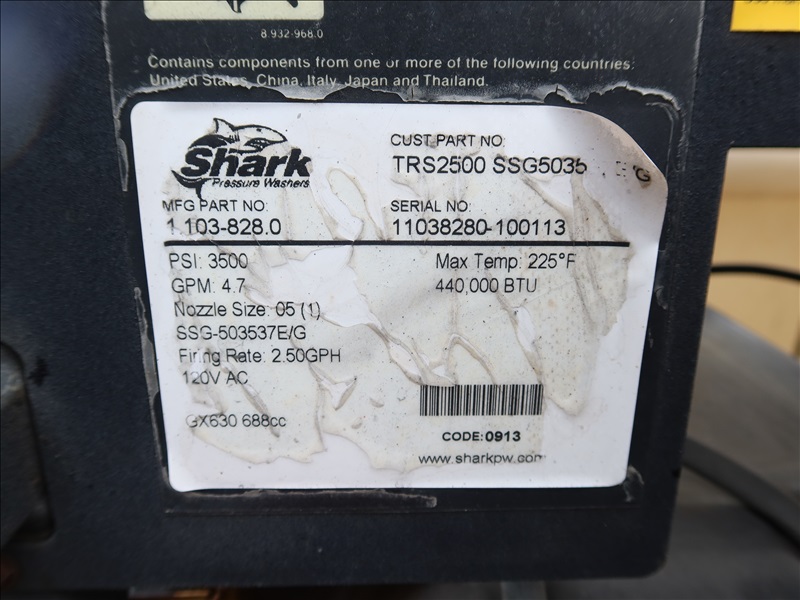 8.932-968.0
Contains components from one or more of the following countries:
United States, China, Italy, Japan and Thailand.
Shark
Pressure Washers
CUST PART NO:
TRS2500 SSG5035
MFG PART NO:
1.103-828.0
SERIAL NO:
11038280-100113
PSI: 3500
Max Temp: 225°F
GPM: 4.7
440,000 BTU
Nozzle Size: 05 (1)
SSG-503537E/G
Firing Rate: 2.50GPH
120V AC
GX630 688cc
CODE: 0913
www.sharkpw.com